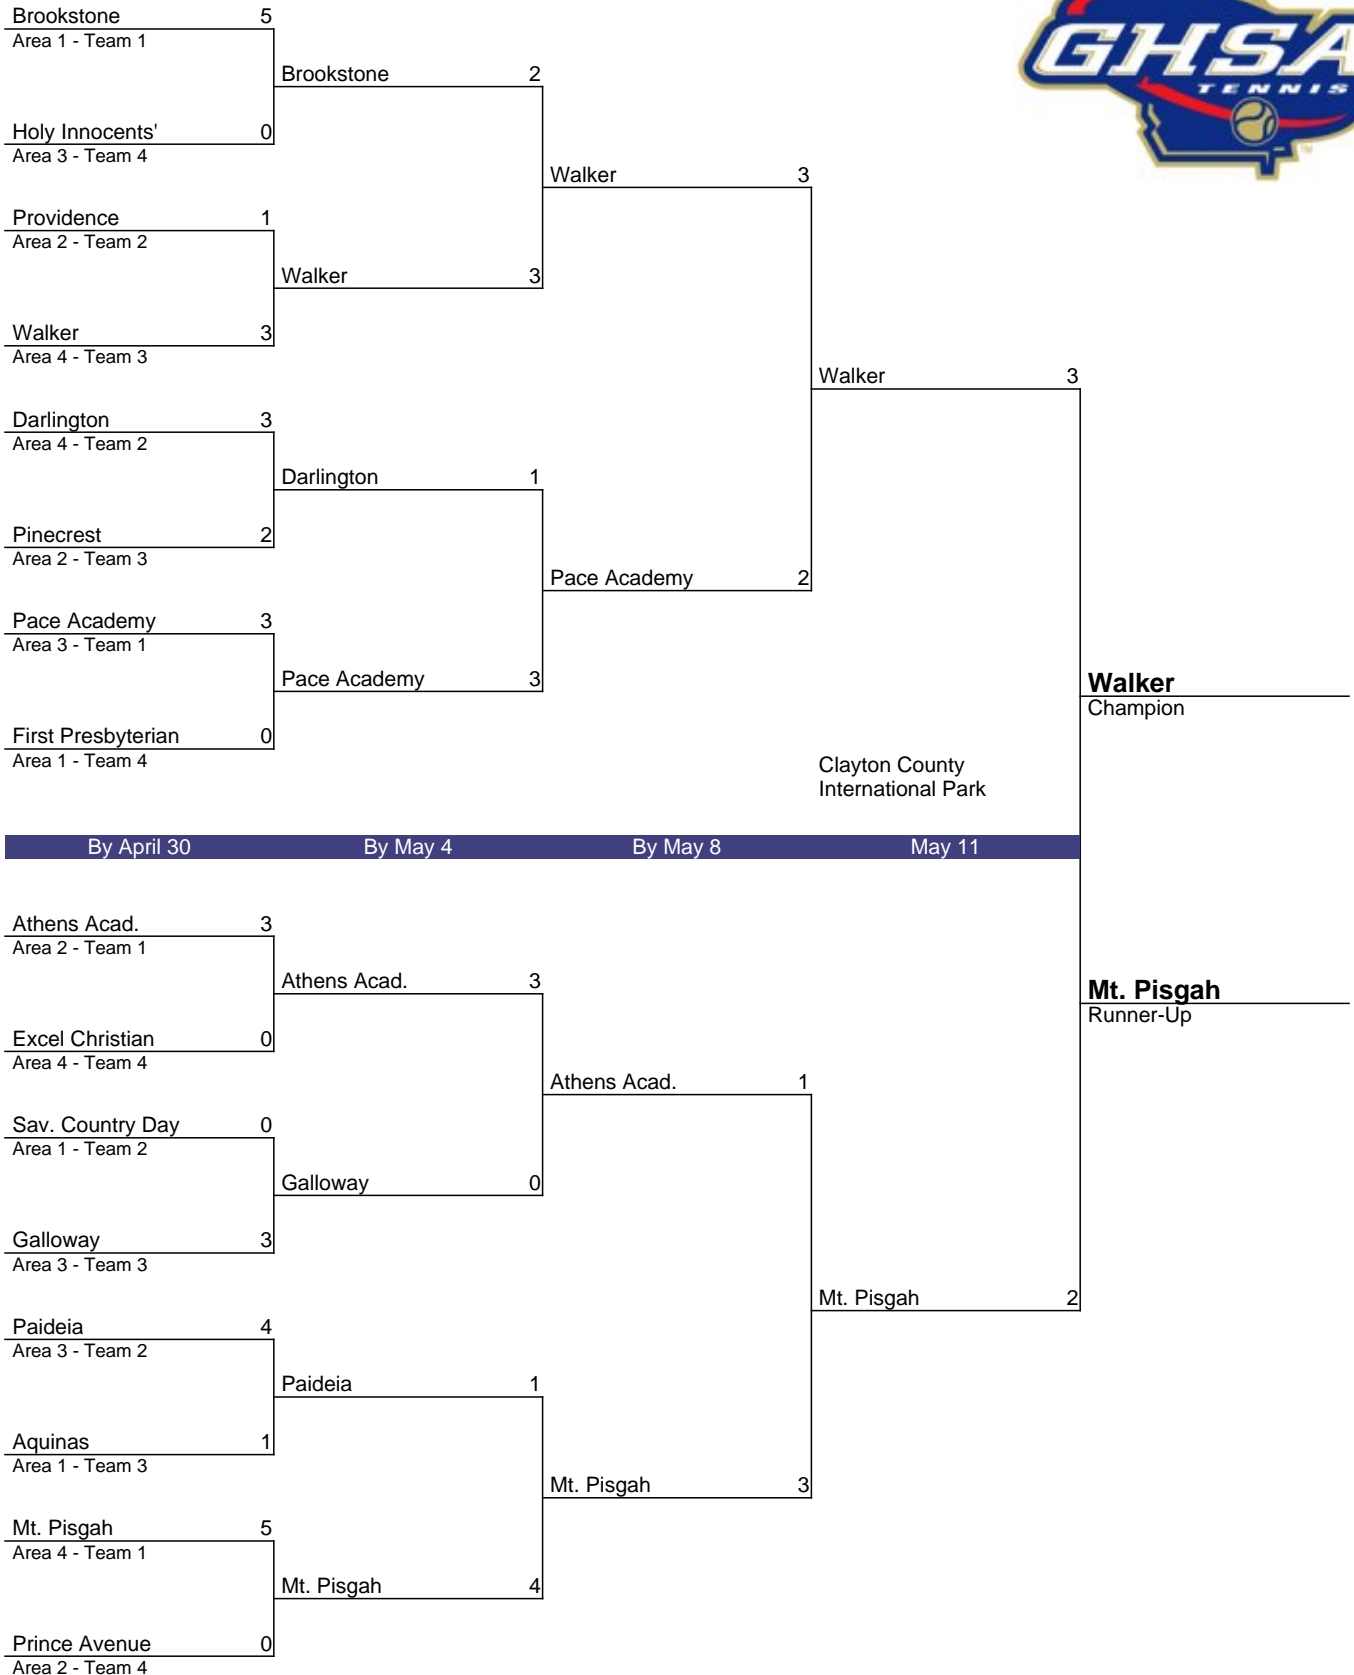 Brookstone 5
Area 1 - Team 1
Brookstone 2
Holy Innocents' 0
Area 3 - Team 4
GHSA
TENNIS
TM
Walker 3
Providence 1
Area 2 - Team 2
Walker 3
Walker 3
Area 4 - Team 3
Walker 3
Darlington 3
Area 4 - Team 2
Darlington 1
Pinecrest 2
Area 2 - Team 3
Pace Academy 2
Pace Academy 3
Area 3 - Team 1
Pace Academy 3
Walker
Champion
First Presbyterian 0
Area 1 - Team 4
Clayton County
International Park
By April 30 By May 4 By May 8 May 11
Athens Acad. 3
Area 2 - Team 1
Athens Acad. 3
Mt. Pisgah
Runner-Up
Excel Christian 0
Area 4 - Team 4
Athens Acad. 1
Sav. Country Day 0
Area 1 - Team 2
Galloway 0
Galloway 3
Area 3 - Team 3
Mt. Pisgah 2
Paideia 4
Area 3 - Team 2
Paideia 1
Aquinas 1
Area 1 - Team 3
Mt. Pisgah 3
Mt. Pisgah 5
Area 4 - Team 1
Mt. Pisgah 4
Prince Avenue 0
Area 2 - Team 4